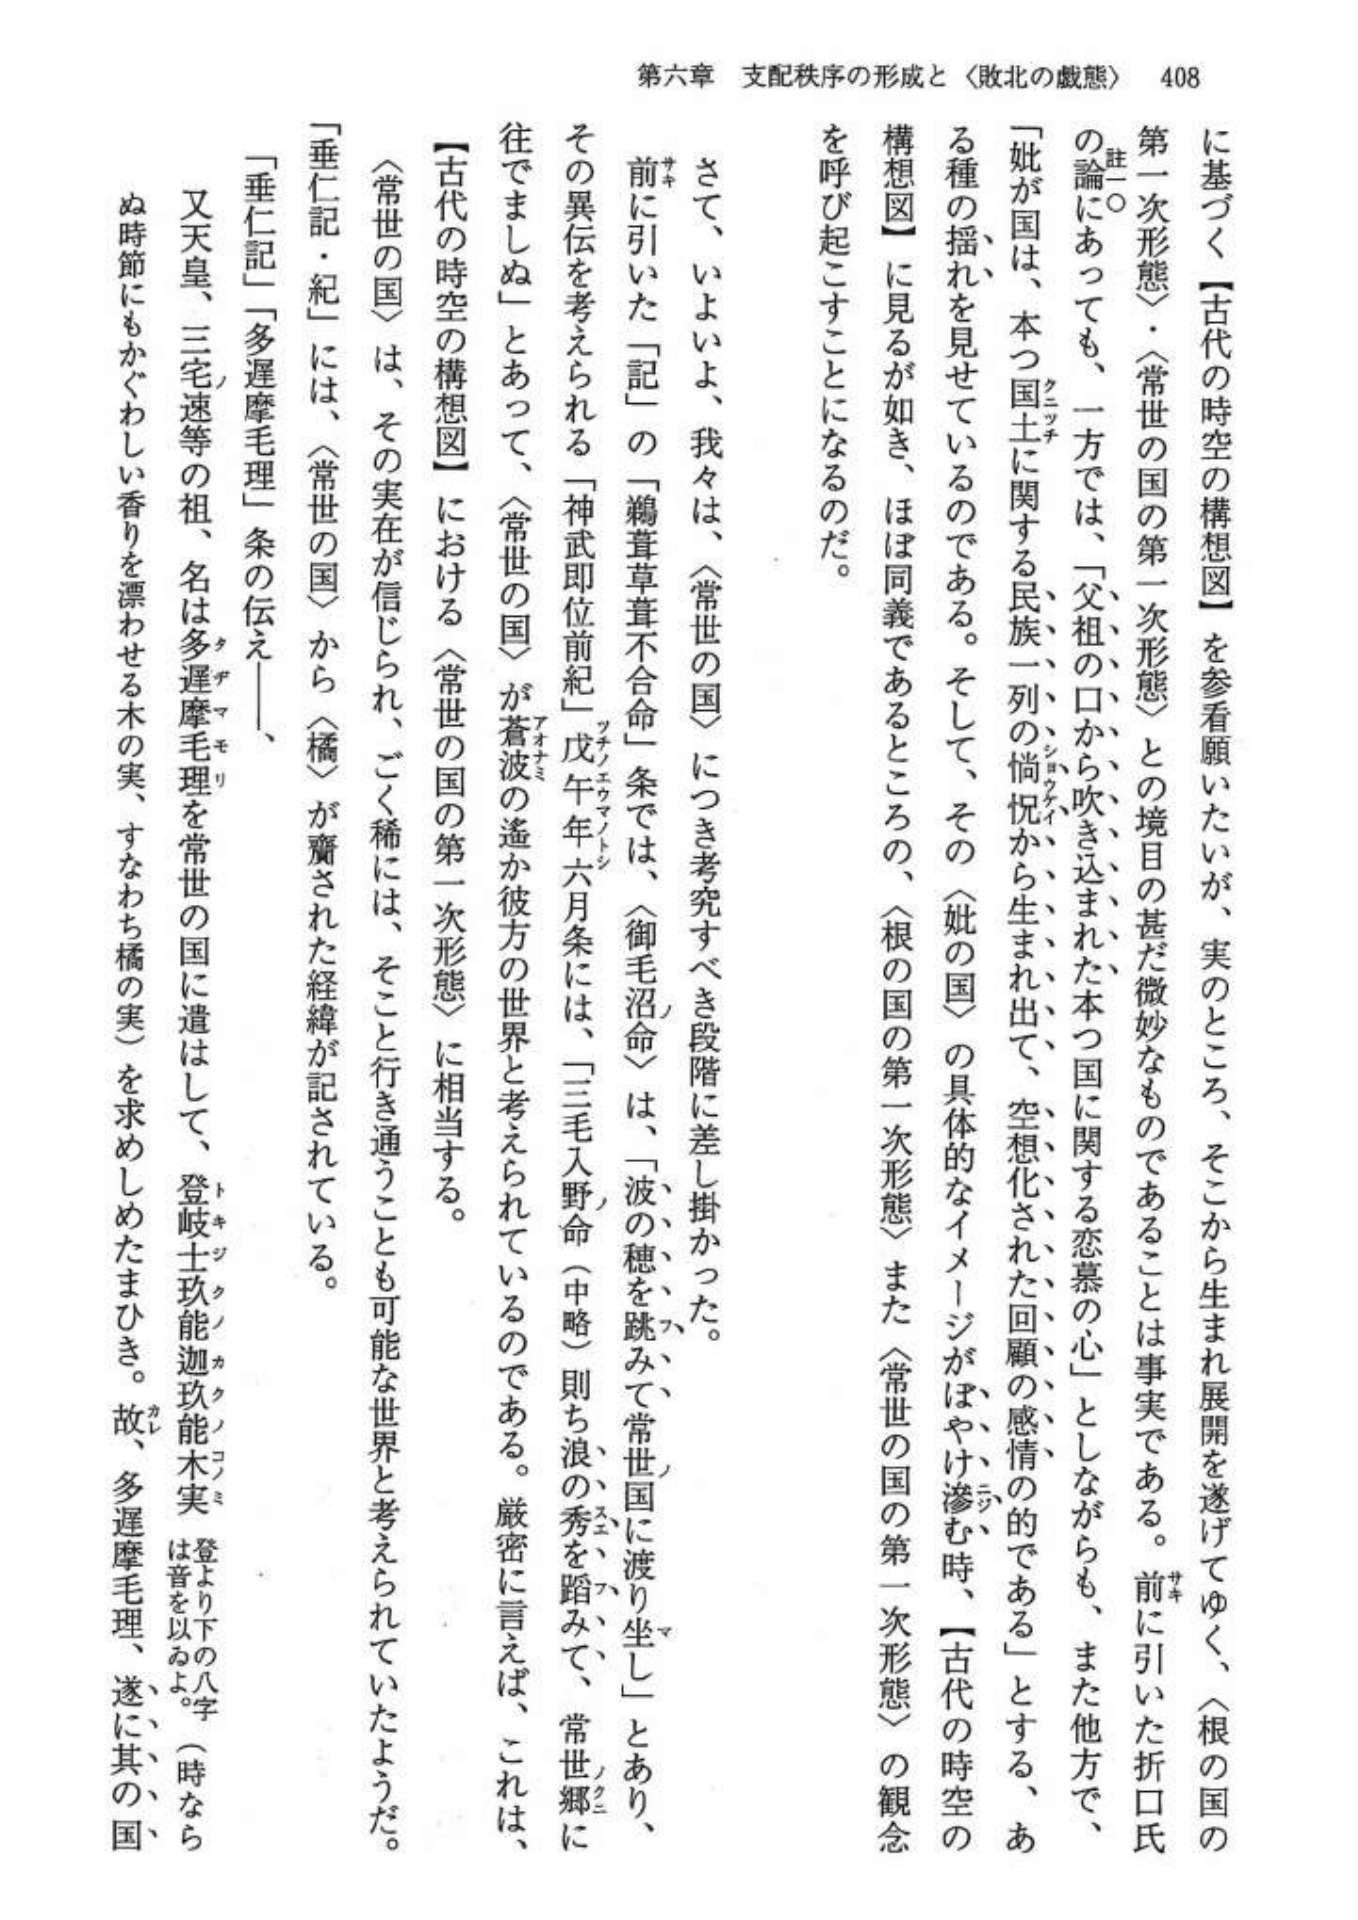 第六章　支配秩序の形成と〈敗北の戯態〉　408
に基づく【古代の時空の構想図】を参看願いたいが、実のところ、そこから生まれ展開を遂げてゆく、〈根の国の
第一次形態〉・〈常世の国の第一次形態〉との境目の甚だ微妙なものであることは事実である。前に引いた折口氏
の論にあっても、一方では、「父祖の口から吹き込まれた本つ国に関する恋慕の心」としながらも、また他方で、
「妣が国は、本つ国土に関する民族一列の惝怳から生まれ出て、空想化された回顧の感情の的である」とする、あ
る種の揺れを見せているのである。そして、その〈妣の国〉の具体的なイメージがぼやけ滲む時、【古代の時空の
構想図】に見るが如き、ほぼ同義であるところの、〈根の国の第一次形態〉また〈常世の国の第一次形態〉の観念
を呼び起こすことになるのだ。
さて、いよいよ、我々は、〈常世の国〉につき考究すべき段階に差し掛かった。
前に引いた「記」の「鵜葺草葺不合命」条では、〈御毛沼ノ命〉は、「波の穂を跳みて常世ノ国に渡り坐し」とあり、
その異伝を考えられる「神武即位前紀」戊午年六月条には、「三毛入野ノ命（中略）則ち浪の秀を蹈みて、常世郷に
往でましぬ」とあって、〈常世の国〉が蒼波の遙か彼方の世界と考えられているのである。厳密に言えば、これは、
【古代の時空の構想図】における〈常世の国の第一次形態〉に相当する。
〈常世の国〉は、その実在が信じられ、ごく稀には、そこと行き通うことも可能な世界と考えられていたようだ。
「垂仁記・紀」には、〈常世の国〉から〈橘〉が齎された経緯が記されている。
「垂仁記」「多遅摩毛理」条の伝え――、
又天皇、三宅ノ速等の祖、名は多遅摩毛理を常世の国に遣はして、登岐士玖能迦玖能木実 登より下の八字は音を以ゐよ。（時なら
ぬ時節にもかぐわしい香りを漂わせる木の実、すなわち橘の実）を求めしめたまひき。故、多遅摩毛理、遂に其の国